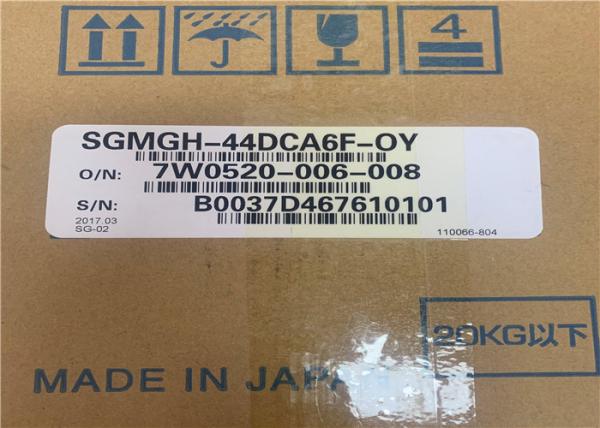 4
SGMGH-44DCA6F-OY
O/N: 7W0520-006-008
S/N: B0037D467610101
2017.03
SG-02
110066-804
20KG以下
MADE IN JAPAN